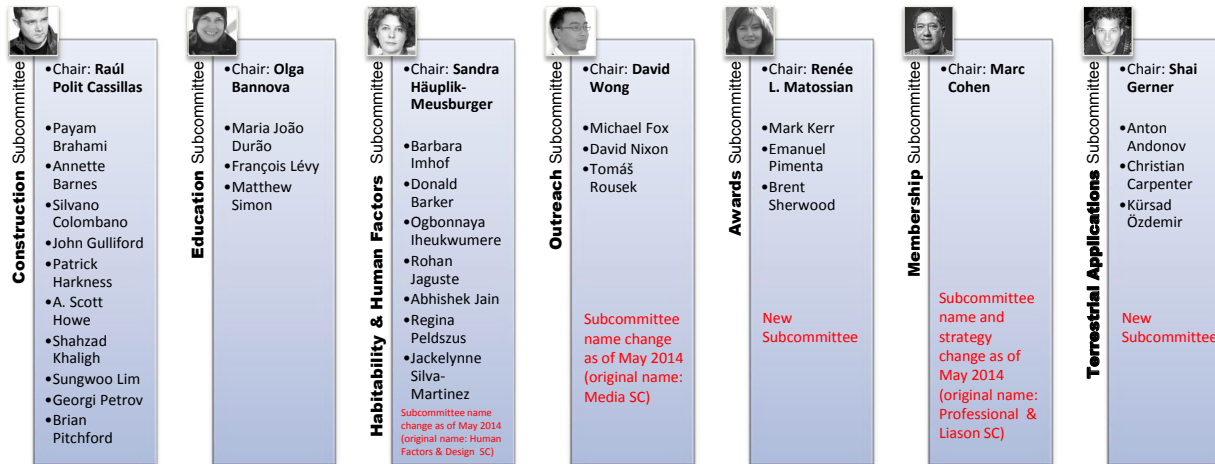 Construction Subcommittee
•Chair: Raúl
Polit Cassillas
•Payam
Brahami
•Annette
Barnes
•Silvano
Colombano
•John Gulliford
•Patrick
Harkness
•A. Scott
Howe
•Shahzad
Khaligh
•Sungwoo Lim
•Georgi Petrov
•Brian
Pitchford
Education Subcommittee
•Chair: Olga
Bannova
•Maria João
Durão
•François Lévy
•Matthew
Simon
Habitability & Human Factors Subcommittee
•Chair: Sandra
Häuplik-
Meusburger
•Barbara
Imhof
•Donald
Barker
•Ogbonnaya
Iheukwumere
•Rohan
Jaguste
•Abhishek Jain
•Regina
Peldszus
•Jackelynne
Silva-
Martinez
Subcommittee name
change as of May 2014
(original name: Human
Factors & Design SC)
Outreach Subcommittee
•Chair: David
Wong
•Michael Fox
•David Nixon
•Tomáš
Rousek
Subcommittee
name change
as of May 2014
(original name:
Media SC)
Awards Subcommittee
•Chair: Renée
L. Matossian
•Mark Kerr
•Emanuel
Pimenta
•Brent
Sherwood
New
Subcommittee
Membership Subcommittee
•Chair: Marc
Cohen
Subcommittee
name and
strategy
change as of
May 2014
(original name:
Professional &
Liason SC)
Terrestrial Applications Subcommittee
•Chair: Shai
Gerner
•Anton
Andonov
•Christian
Carpenter
•Kürsad
Özdemir
New
Subcommittee